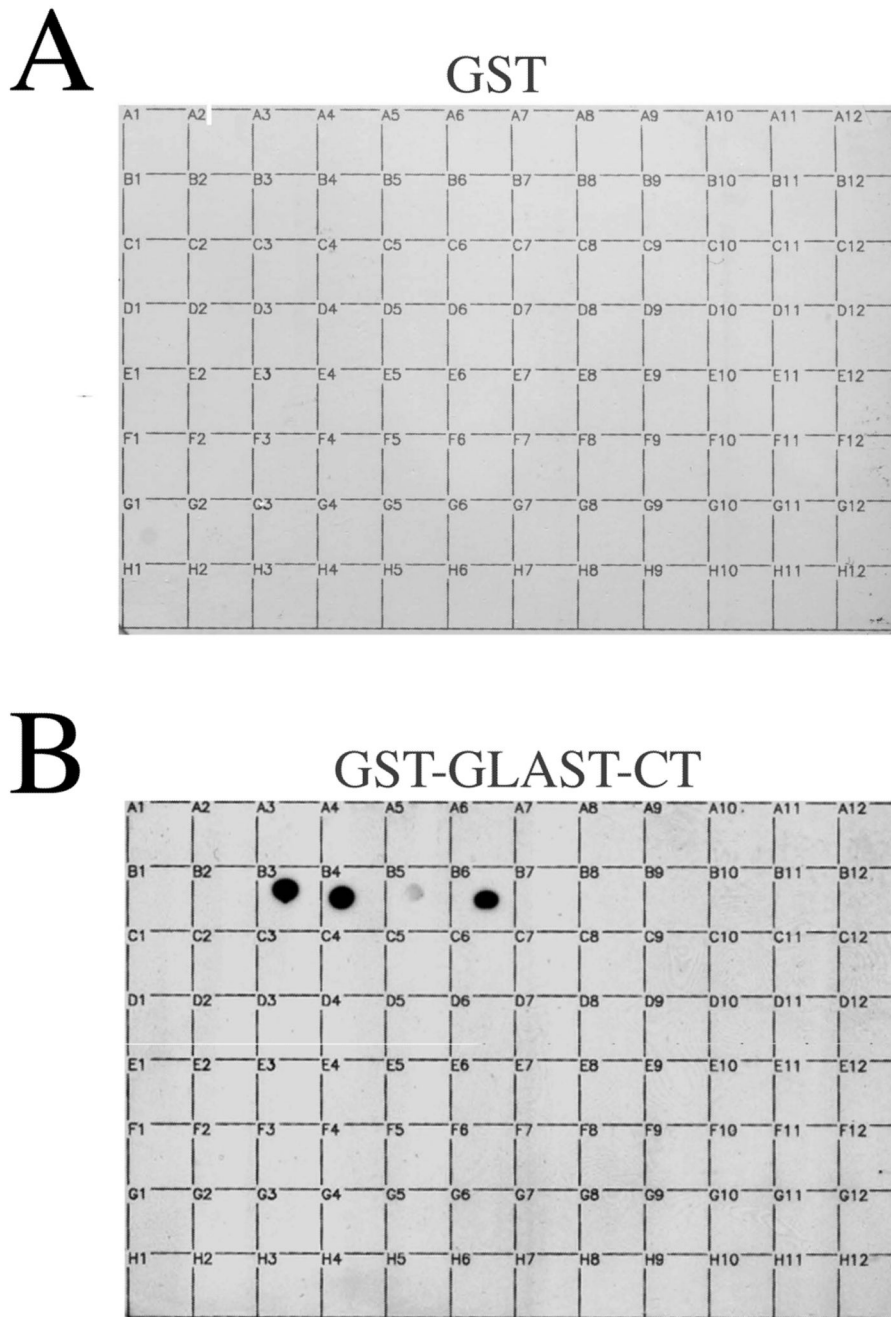 A
GST
A1 A2 A3 A4 A5 A6 A7 A8 A9 A10 A11 A12
B1 B2 B3 B4 B5 B6 B7 B8 B9 B10 B11 B12
C1 C2 C3 C4 C5 C6 C7 C8 C9 C10 C11 C12
D1 D2 D3 D4 D5 D6 D7 D8 D9 D10 D11 D12
E1 E2 E3 E4 E5 E6 E7 E8 E9 E10 E11 E12
F1 F2 F3 F4 F5 F6 F7 F8 F9 F10 F11 F12
G1 G2 G3 G4 G5 G6 G7 G8 G9 G10 G11 G12
H1 H2 H3 H4 H5 H6 H7 H8 H9 H10 H11 H12
B
GST-GLAST-CT
A1 A2 A3 A4 A5 A6 A7 A8 A9 A10 A11 A12
B1 B2 B3 B4 B5 B6 B7 B8 B9 B10 B11 B12
C1 C2 C3 C4 C5 C6 C7 C8 C9 C10 C11 C12
D1 D2 D3 D4 D5 D6 D7 D8 D9 D10 D11 D12
E1 E2 E3 E4 E5 E6 E7 E8 E9 E10 E11 E12
F1 F2 F3 F4 F5 F6 F7 F8 F9 F10 F11 F12
G1 G2 G3 G4 G5 G6 G7 G8 G9 G10 G11 G12
H1 H2 H3 H4 H5 H6 H7 H8 H9 H10 H11 H12